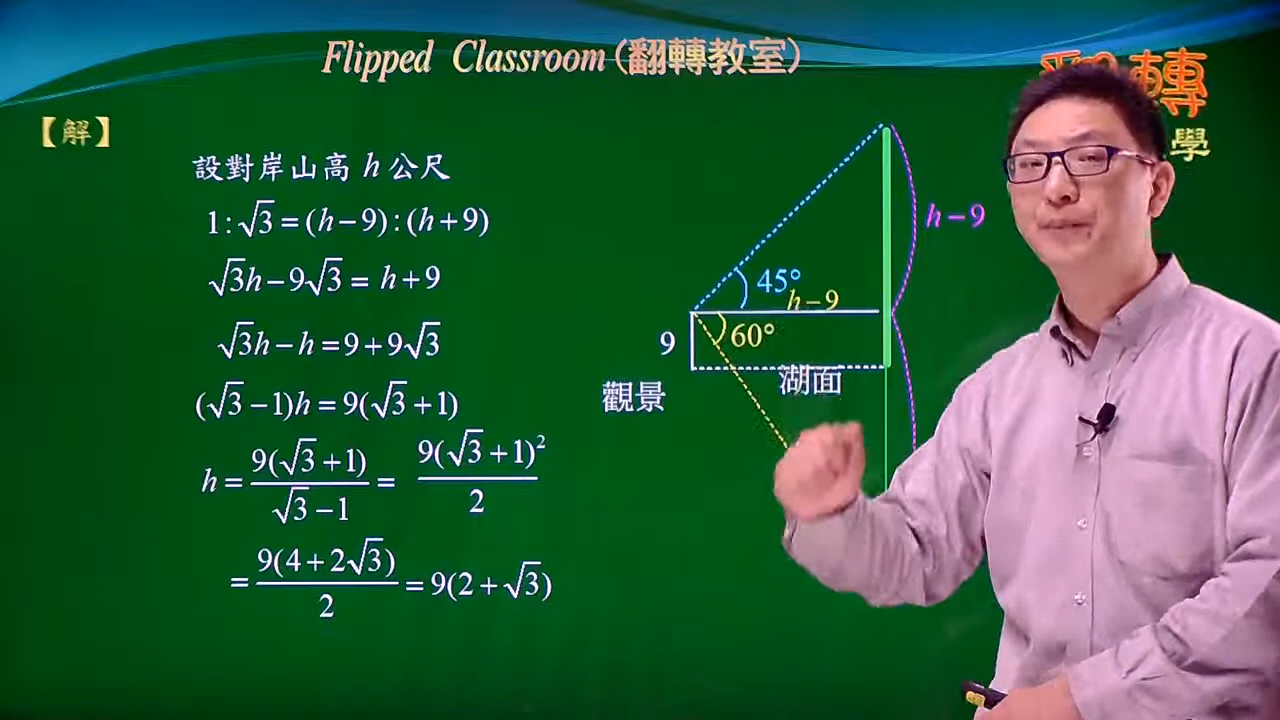 Flipped Classroom (翻轉教室)
轉
學
【解】
設對岸山高 h 公尺
1:√3=(h−9):(h+9)
√3h−9√3= h+9
√3h−h=9+9√3
(√3−1)h=9(√3+1)
h= 9(√3+1)/(√3−1) = 9(√3+1)²/2
= 9(4+2√3)/2 =9(2+√3)
h−9
45°
h−9
60°
9
湖面
觀景